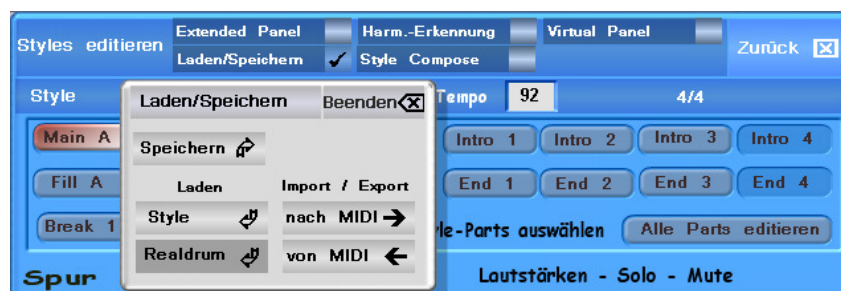 Styles editieren
Extended Panel
Harm.-Erkennung
Virtual Panel
Laden/Speichern ✓
Style Compose
Zurück
Style
Tempo 92
4/4
Laden/Speichern
Beenden
Speichern
Laden
Import / Export
Style
nach MIDI →
Realdrum
von MIDI ←
Main A
Intro 1
Intro 2
Intro 3
Intro 4
Fill A
End 1
End 2
End 3
End 4
Break 1
le-Parts auswählen
Alle Parts editieren
Spur
Lautstärken - Solo - Mute